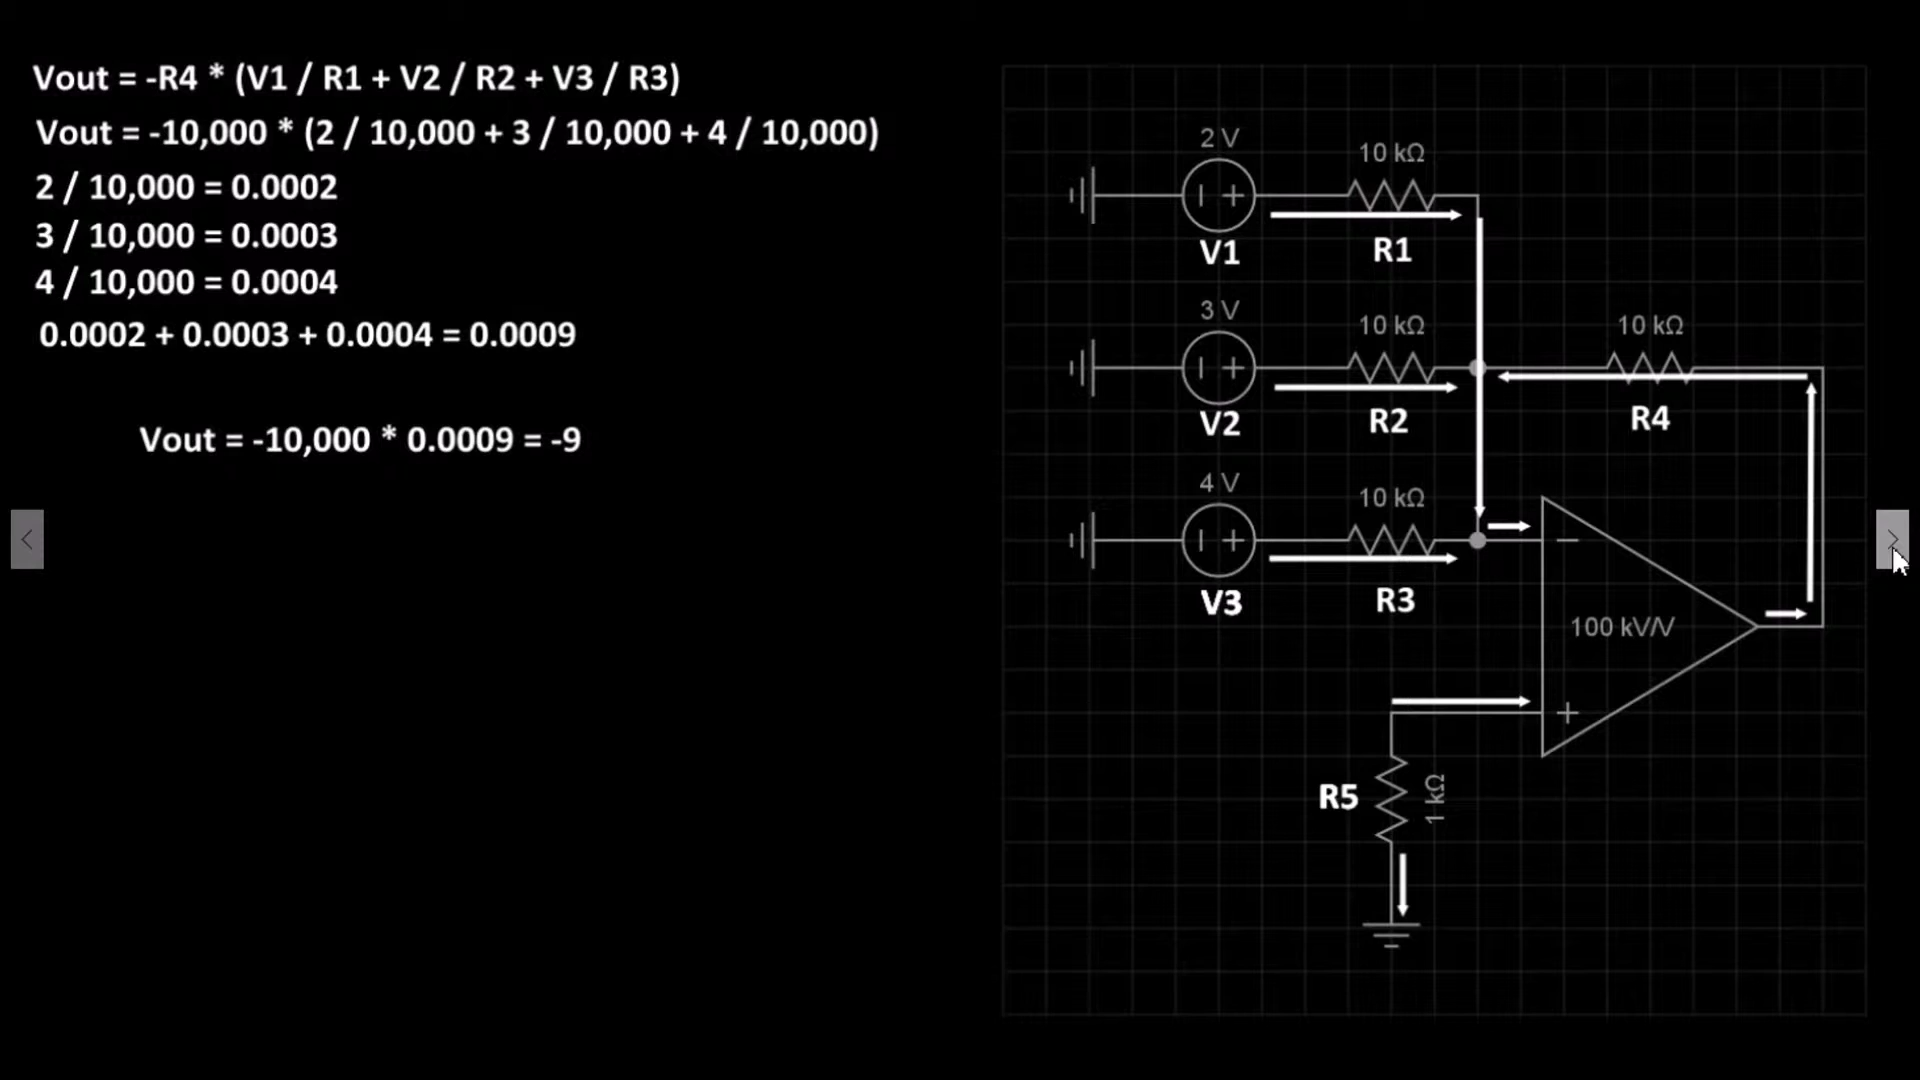 Vout = -R4 * (V1 / R1 + V2 / R2 + V3 / R3)
Vout = -10,000 * (2 / 10,000 + 3 / 10,000 + 4 / 10,000)
2 / 10,000 = 0.0002
3 / 10,000 = 0.0003
4 / 10,000 = 0.0004
0.0002 + 0.0003 + 0.0004 = 0.0009
Vout = -10,000 * 0.0009 = -9
2 V
10 kΩ
V1
R1
3 V
10 kΩ
10 kΩ
V2
R2
R4
4 V
10 kΩ
V3
R3
100 kV/V
R5
1 kΩ